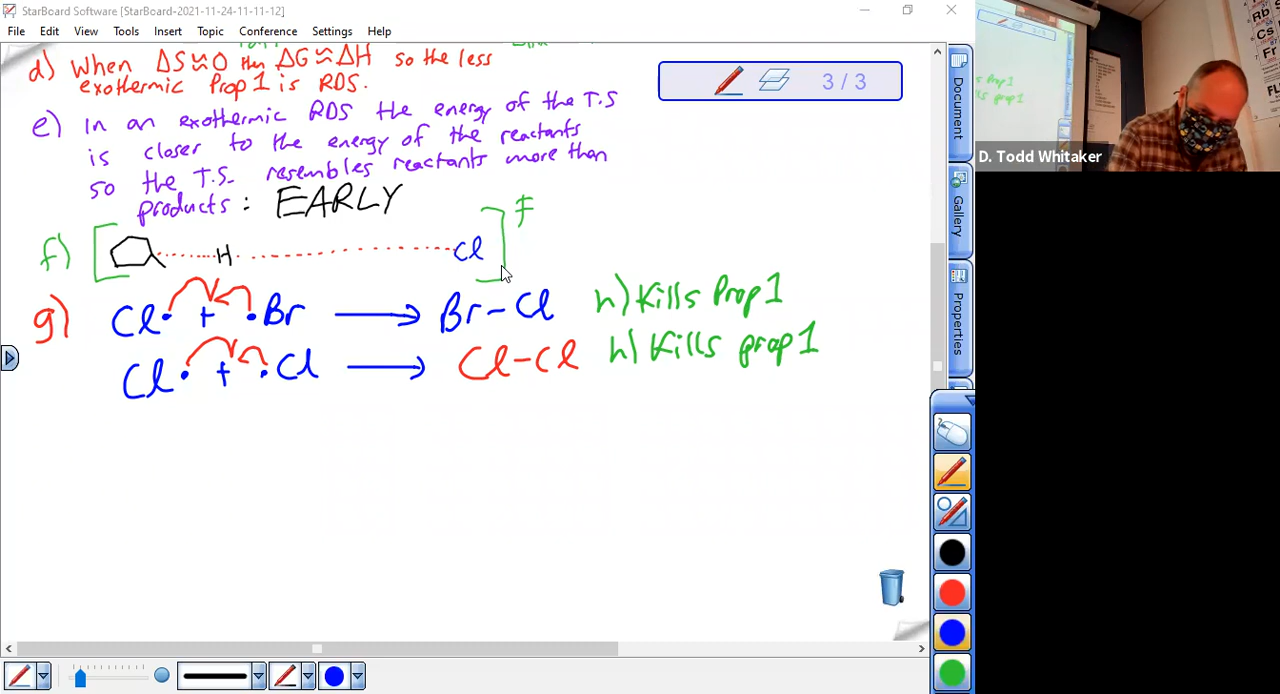 StarBoard Software [StarBoard-2021-11-24-11-11-12]
File Edit View Tools Insert Topic Conference Settings Help
d) When ΔS≈0 then ΔG≈ΔH so the less
exothermic Prop 1 is RDS.
e) In an exothermic RDS the energy of the T.S
is closer to the energy of the reactants
so the T.S. resembles reactants more than
products: EARLY
f) [ H Cl ]‡
g) Cl• + •Br → Br-Cl h) Kills Prop 1
Cl• + •Cl → Cl-Cl h) Kills prop 1
3 / 3
Document
Gallery
Properties
D. Todd Whitaker
Rb
Cs
Fr